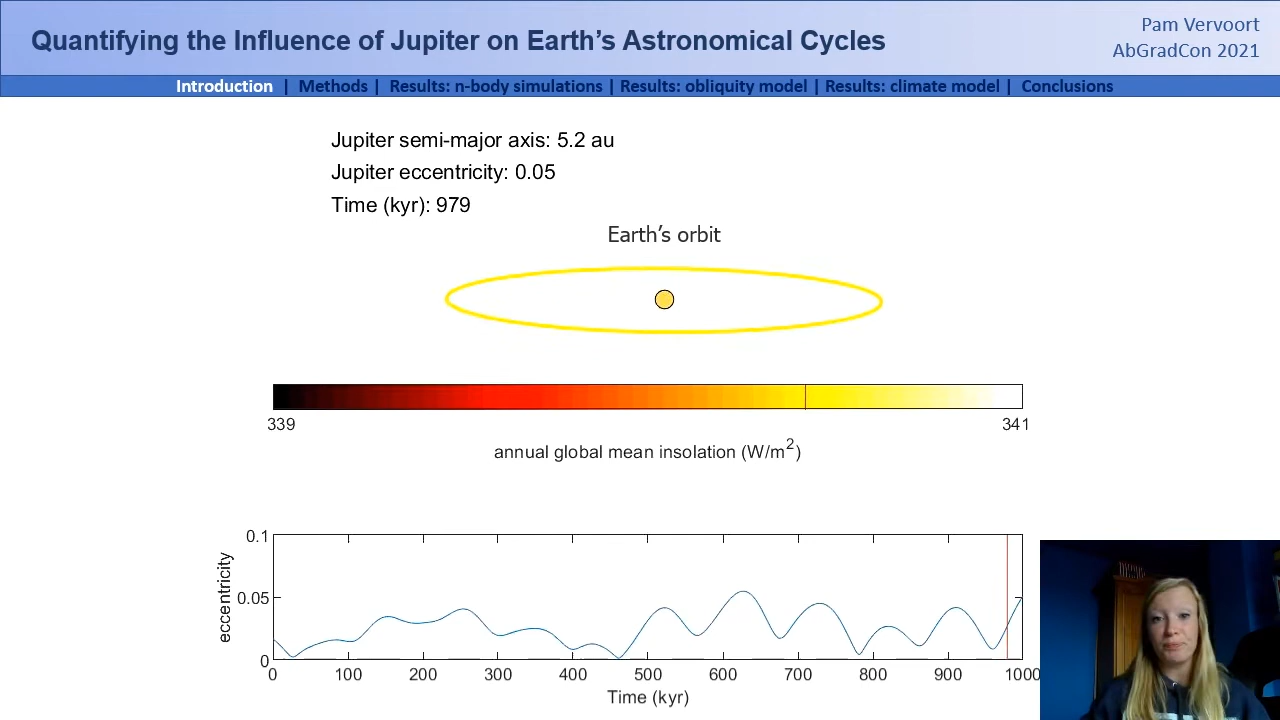 Quantifying the Influence of Jupiter on Earth's Astronomical Cycles
Pam Vervoort
AbGradCon 2021
Introduction | Methods | Results: n-body simulations | Results: obliquity model | Results: climate model | Conclusions
Jupiter semi-major axis: 5.2 au
Jupiter eccentricity: 0.05
Time (kyr): 979
Earth's orbit
339 341
annual global mean insolation (W/m²)
0.1
0.05
0
eccentricity
0 100 200 300 400 500 600 700 800 900 1000
Time (kyr)